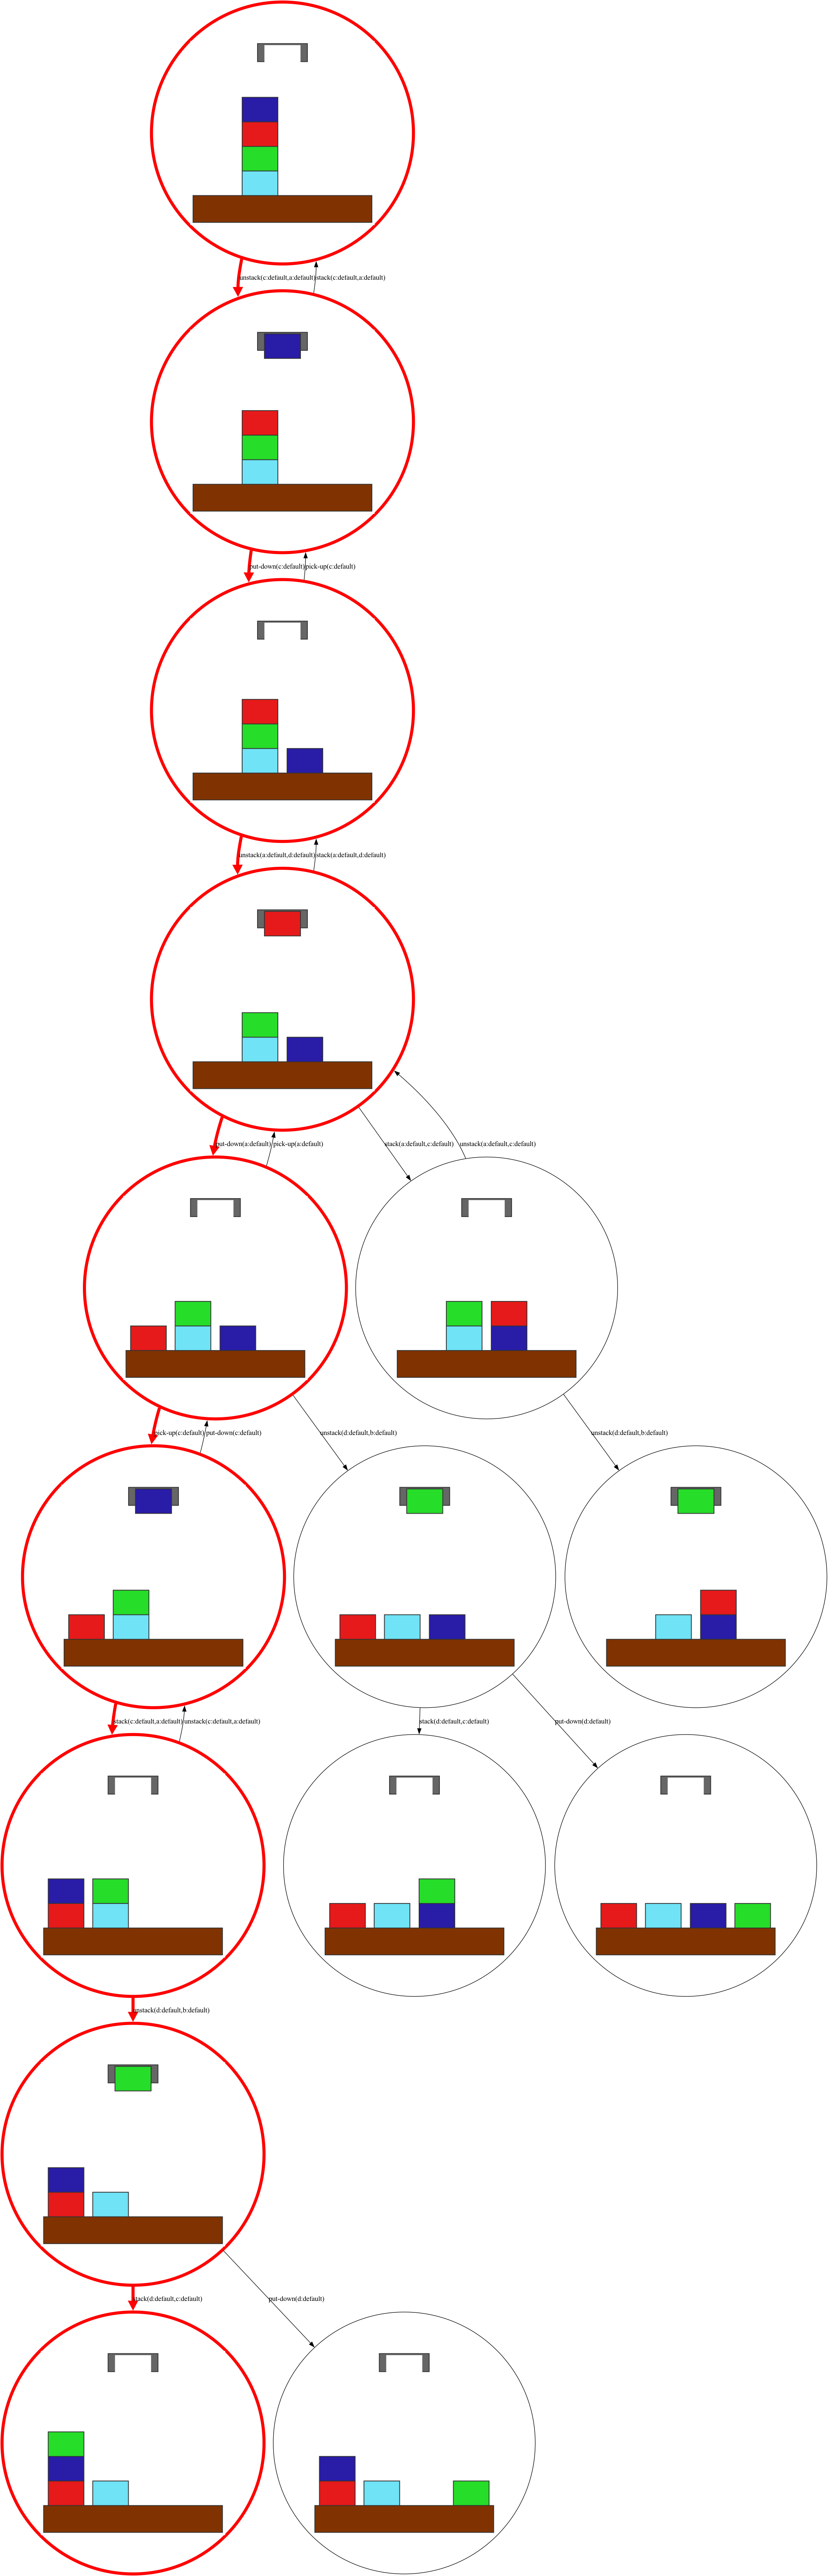 unstack(c:default,a:default)
stack(c:default,a:default)
put-down(c:default)
pick-up(c:default)
unstack(a:default,d:default)
stack(a:default,d:default)
put-down(a:default)
pick-up(a:default)
stack(a:default,c:default)
unstack(a:default,c:default)
pick-up(c:default)
put-down(c:default)
unstack(d:default,b:default)
unstack(d:default,b:default)
stack(c:default,a:default)
unstack(c:default,a:default)
stack(d:default,c:default)
put-down(d:default)
unstack(d:default,b:default)
stack(d:default,c:default)
put-down(d:default)